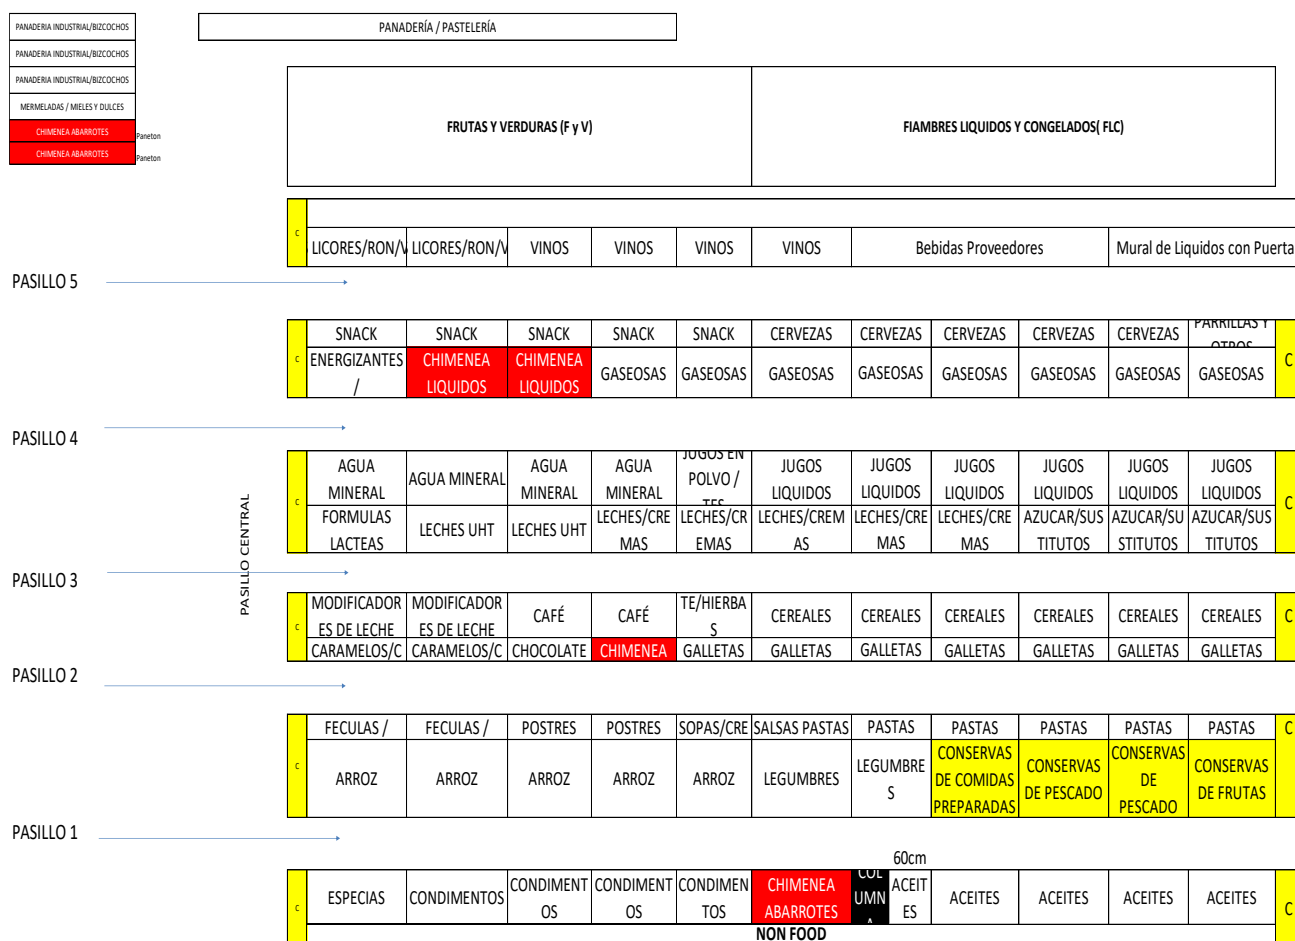 PANADERIA INDUSTRIAL/BIZCOCHOS
PANADERÍA / PASTELERÍA
PANADERIA INDUSTRIAL/BIZCOCHOS
PANADERIA INDUSTRIAL/BIZCOCHOS
MERMELADAS / MIELES Y DULCES
CHIMENEA ABARROTES Paneton
CHIMENEA ABARROTES Paneton
FRUTAS Y VERDURAS (F y V) FIAMBRES LIQUIDOS Y CONGELADOS( FLC)
C
LICORES/RON/V LICORES/RON/V VINOS VINOS VINOS VINOS Bebidas Proveedores Mural de Liquidos con Puerta
PASILLO 5
C SNACK SNACK SNACK SNACK SNACK CERVEZAS CERVEZAS CERVEZAS CERVEZAS CERVEZAS PARRILLAS Y OTROS C
ENERGIZANTES / CHIMENEA LIQUIDOS CHIMENEA LIQUIDOS GASEOSAS GASEOSAS GASEOSAS GASEOSAS GASEOSAS GASEOSAS GASEOSAS GASEOSAS
PASILLO 4
C AGUA MINERAL AGUA MINERAL AGUA MINERAL AGUA MINERAL JUGOS EN POLVO / TES JUGOS LIQUIDOS JUGOS LIQUIDOS JUGOS LIQUIDOS JUGOS LIQUIDOS JUGOS LIQUIDOS JUGOS LIQUIDOS C
FORMULAS LACTEAS LECHES UHT LECHES UHT LECHES/CREMAS LECHES/CREMAS LECHES/CREMAS LECHES/CREMAS LECHES/CREMAS AZUCAR/SUSTITUTOS AZUCAR/SUSTITUTOS AZUCAR/SUSTITUTOS
PASILLO CENTRAL
PASILLO 3
C MODIFICADORES DE LECHE MODIFICADORES DE LECHE CAFÉ CAFÉ TE/HIERBAS CEREALES CEREALES CEREALES CEREALES CEREALES CEREALES C
CARAMELOS/C CARAMELOS/C CHOCOLATE CHIMENEA GALLETAS GALLETAS GALLETAS GALLETAS GALLETAS GALLETAS GALLETAS
PASILLO 2
C FECULAS / FECULAS / POSTRES POSTRES SOPAS/CRE SALSAS PASTAS PASTAS PASTAS PASTAS PASTAS PASTAS C
ARROZ ARROZ ARROZ ARROZ ARROZ LEGUMBRES LEGUMBRES CONSERVAS DE COMIDAS PREPARADAS CONSERVAS DE PESCADO CONSERVAS DE PESCADO CONSERVAS DE FRUTAS
PASILLO 1
60cm
C ESPECIAS CONDIMENTOS CONDIMENTOS CONDIMENTOS CONDIMENTOS CHIMENEA ABARROTES COLUMNA ACEITES ACEITES ACEITES ACEITES ACEITES C
NON FOOD